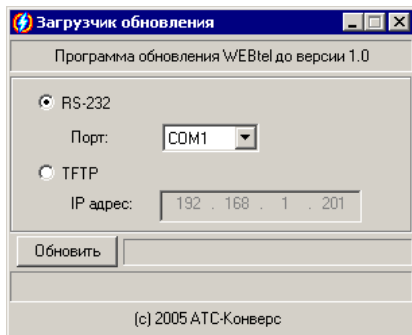 Загрузчик обновления
Программа обновления WEBtel до версии 1.0
RS-232
Порт: COM1
TFTP
IP адрес: 192 . 168 . 1 . 201
Обновить
(c) 2005 АТС-Конверс